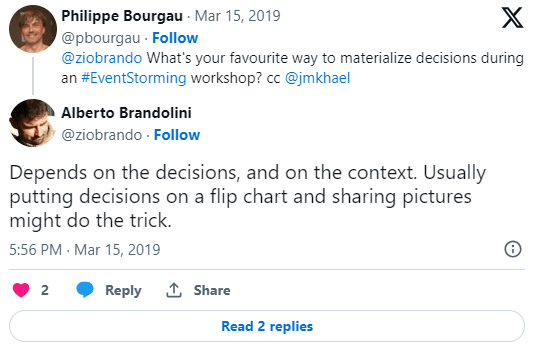 Philippe Bourgau · Mar 15, 2019
@pbourgau · Follow
@ziobrando What's your favourite way to materialize decisions during
an #EventStorming workshop? cc @jmkhael
Alberto Brandolini
@ziobrando · Follow
Depends on the decisions, and on the context. Usually
putting decisions on a flip chart and sharing pictures
might do the trick.
5:56 PM · Mar 15, 2019
2 Reply Share
Read 2 replies